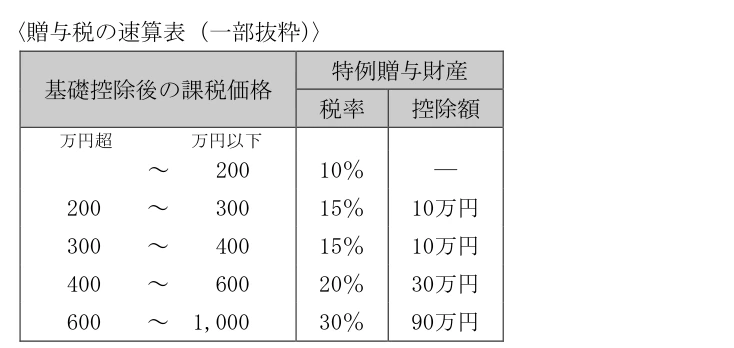 〈贈与税の速算表（一部抜粋）〉
基礎控除後の課税価格 特例贈与財産
税率 控除額
万円超 万円以下
～ 200 10% ―
200 ～ 300 15% 10万円
300 ～ 400 15% 10万円
400 ～ 600 20% 30万円
600 ～ 1,000 30% 90万円